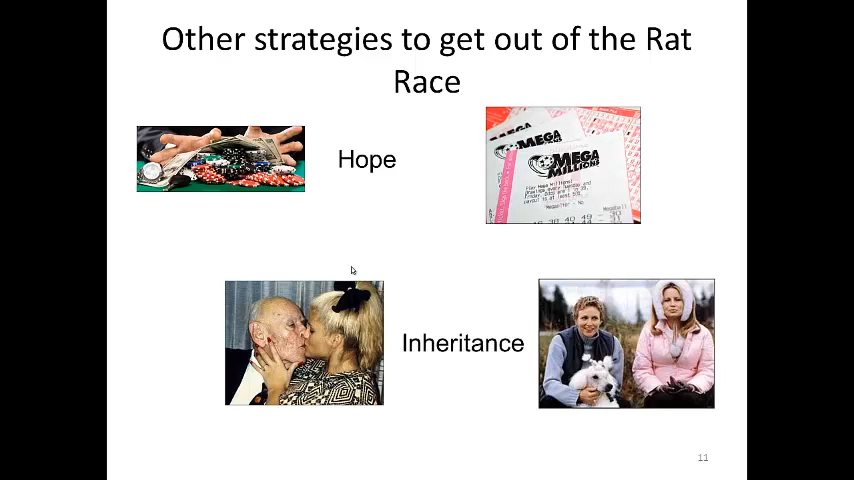 Other strategies to get out of the Rat
Race
Hope
MEGA
MEGA
MILLIONS
Inheritance
11